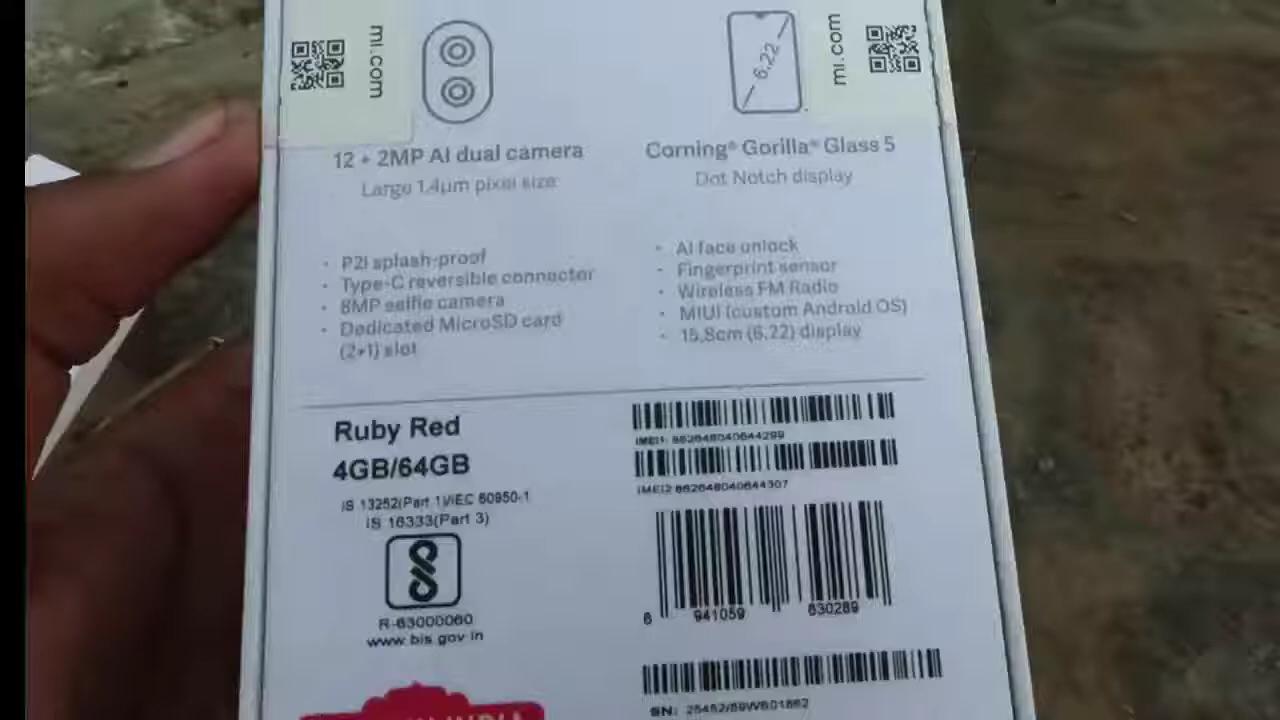 mi.com
mi.com
6.22
12 + 2MP AI dual camera
Large 1.4μm pixel size
Corning® Gorilla® Glass 5
Dot Notch display
• P2i splash-proof
• Type-C reversible connector
• 8MP selfie camera
• Dedicated MicroSD card
(2+1) slot
• AI face unlock
• Fingerprint sensor
• Wireless FM Radio
• MIUI (custom Android OS)
• 15.8cm (6.22) display
Ruby Red
4GB/64GB
IS 13252(Part 1)/IEC 60950-1
IS 16333(Part 3)
R-63000060
www.bis.gov.in
IMEI1: 862648040644299
IMEI2 862648040644307
6 941059 630289
SN: